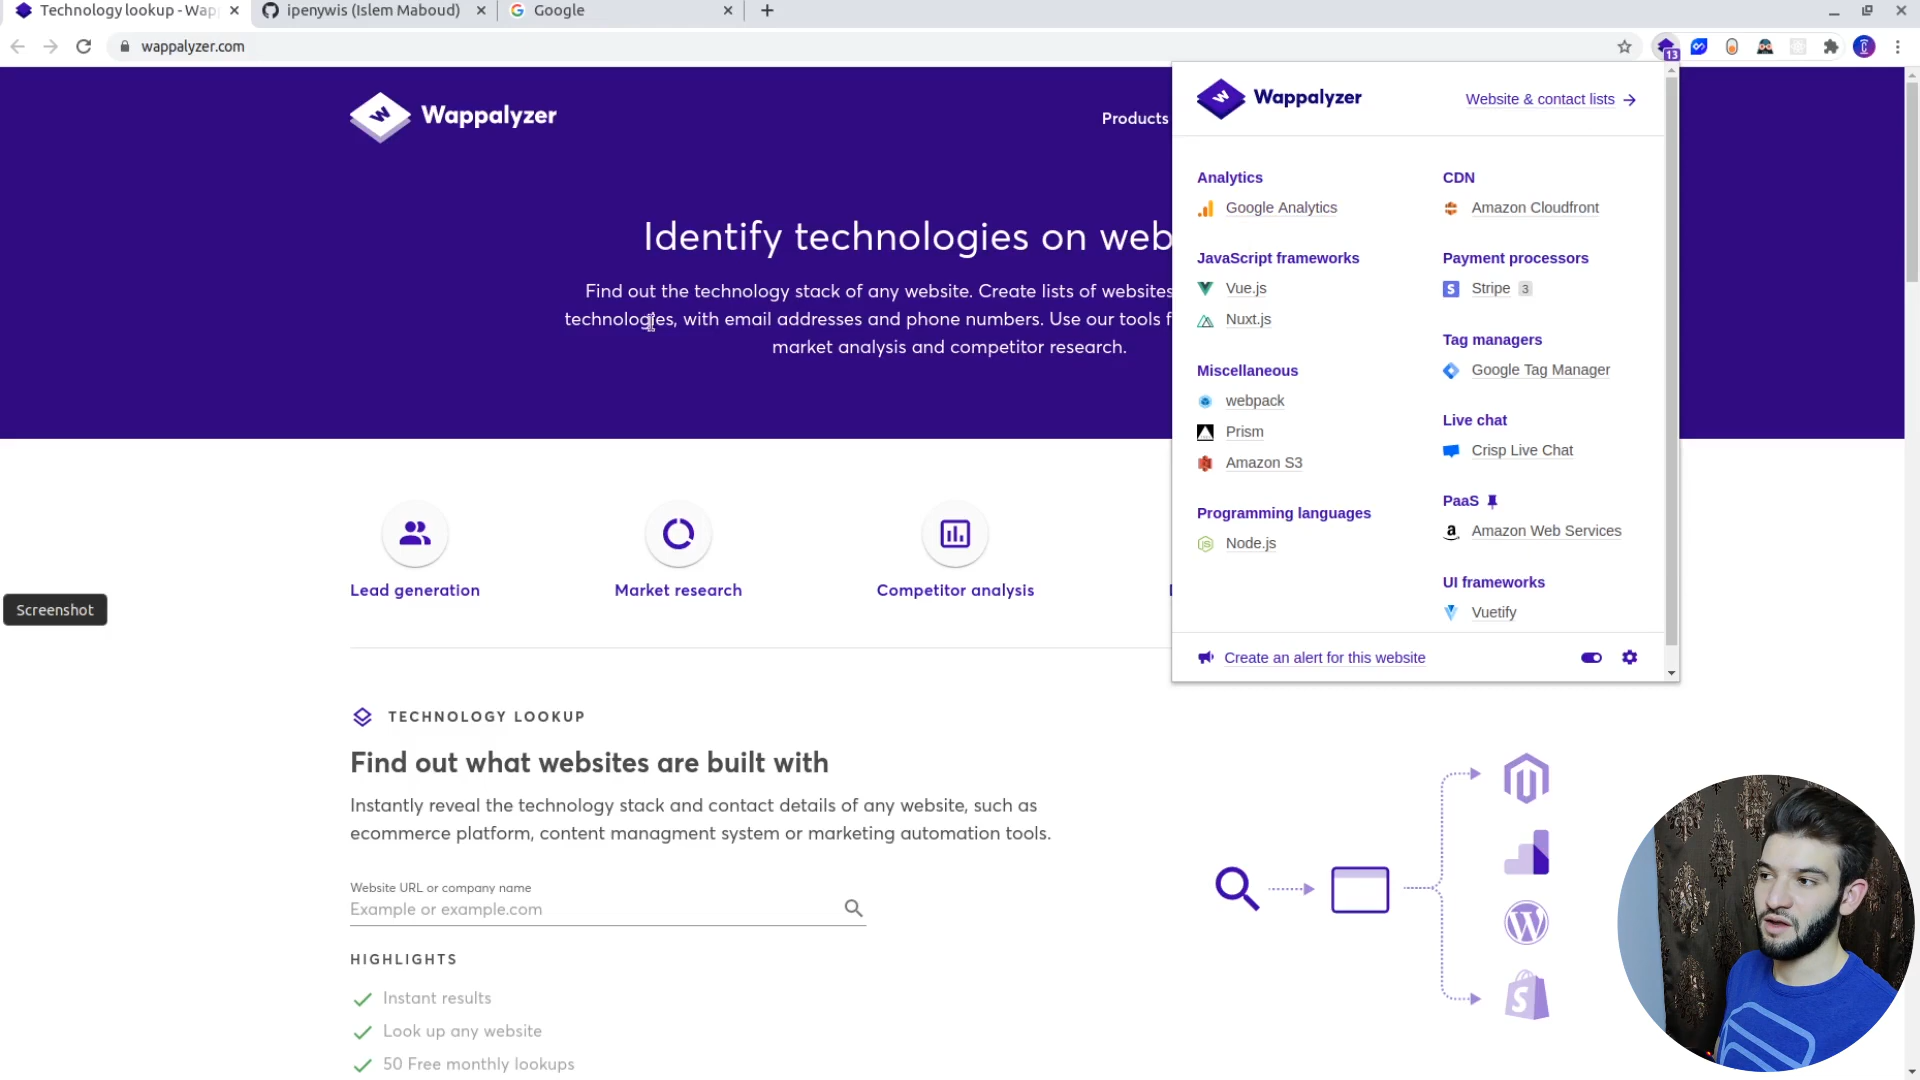 Technology lookup - Wap
ipenywis (Islem Maboud)
Google
wappalyzer.com
13
Wappalyzer
Products
Identify technologies on web
Find out the technology stack of any website. Create lists of websites
technologies, with email addresses and phone numbers. Use our tools f
market analysis and competitor research.
Lead generation
Market research
Competitor analysis
Screenshot
TECHNOLOGY LOOKUP
Find out what websites are built with
Instantly reveal the technology stack and contact details of any website, such as
ecommerce platform, content managment system or marketing automation tools.
Website URL or company name
Example or example.com
HIGHLIGHTS
Instant results
Look up any website
50 Free monthly lookups
Wappalyzer
Website & contact lists
Analytics
Google Analytics
JavaScript frameworks
Vue.js
Nuxt.js
Miscellaneous
webpack
Prism
Amazon S3
Programming languages
Node.js
CDN
Amazon Cloudfront
Payment processors
Stripe 3
Tag managers
Google Tag Manager
Live chat
Crisp Live Chat
PaaS
Amazon Web Services
UI frameworks
Vuetify
Create an alert for this website